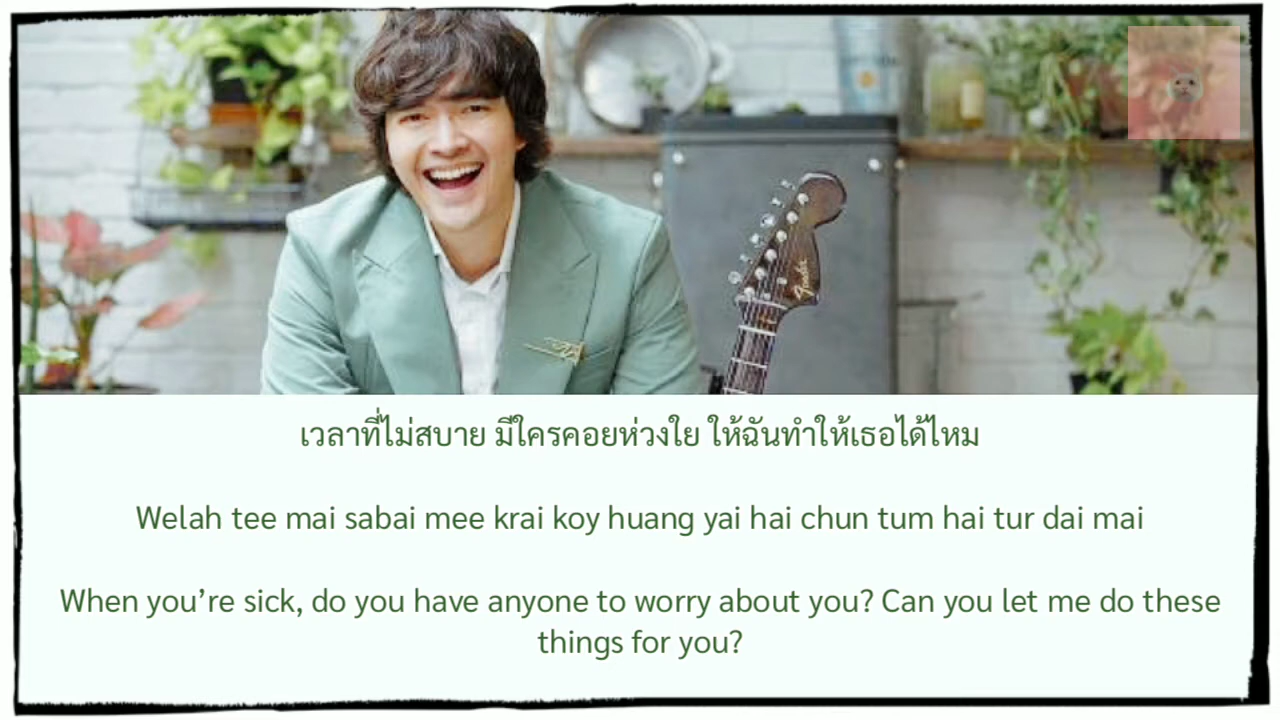 Fender
เวลาที่ไม่สบาย มีใครคอยห่วงใย ให้ฉันทำให้เธอได้ไหม
Welah tee mai sabai mee krai koy huang yai hai chun tum hai tur dai mai
When you’re sick, do you have anyone to worry about you? Can you let me do these
things for you?